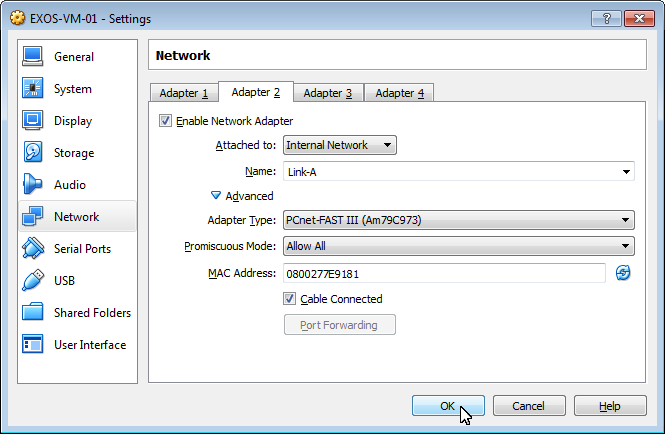 EXOS-VM-01 - Settings
?
General
System
Display
Storage
Audio
Network
Serial Ports
USB
Shared Folders
User Interface
Network
Adapter 1 Adapter 2 Adapter 3 Adapter 4
Enable Network Adapter
Attached to: Internal Network
Name: Link-A
Advanced
Adapter Type: PCnet-FAST III (Am79C973)
Promiscuous Mode: Allow All
MAC Address: 0800277E9181
Cable Connected
Port Forwarding
OK Cancel Help